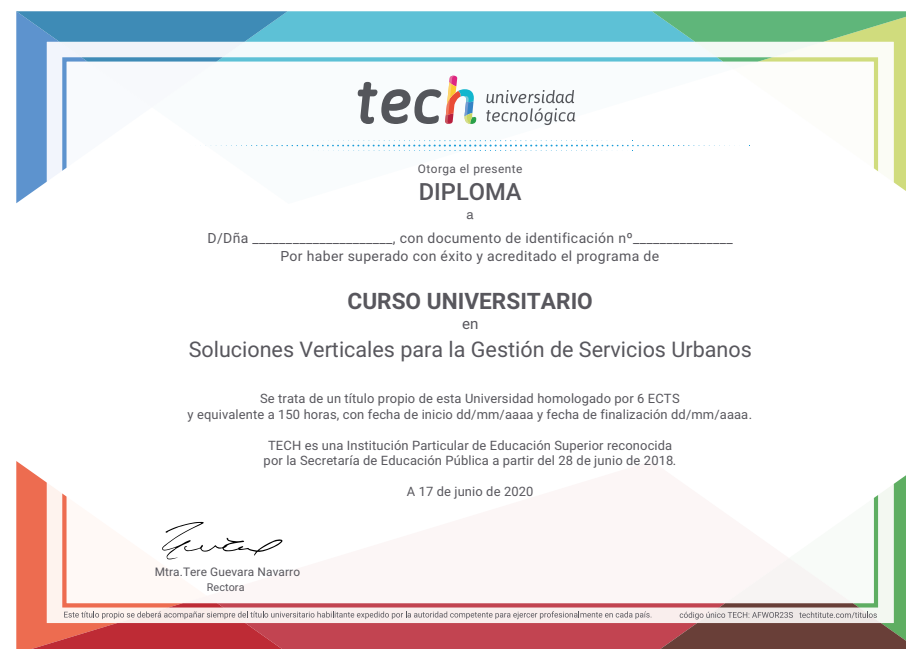 tech universidad
tecnológica
Otorga el presente
DIPLOMA
a
D/Dña ______________________, con documento de identificación nº_______________
Por haber superado con éxito y acreditado el programa de
CURSO UNIVERSITARIO
en
Soluciones Verticales para la Gestión de Servicios Urbanos
Se trata de un título propio de esta Universidad homologado por 6 ECTS
y equivalente a 150 horas, con fecha de inicio dd/mm/aaaa y fecha de finalización dd/mm/aaaa.
TECH es una Institución Particular de Educación Superior reconocida
por la Secretaría de Educación Pública a partir del 28 de junio de 2018.
A 17 de junio de 2020
Mtra.Tere Guevara Navarro
Rectora
Este título propio se deberá acompañar siempre del título universitario habilitante expedido por la autoridad competente para ejercer profesionalmente en cada país. código único TECH: AFWOR23S techtitute.com/titulos